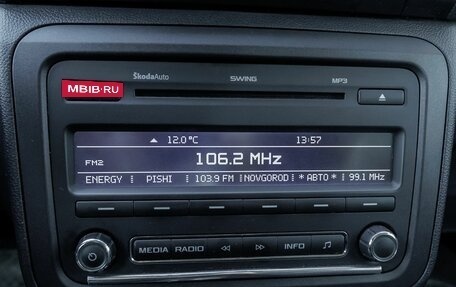 ŠkodaAuto SWING MP3
MBIB.RU
12.0°C 13:57
FM2 106.2 MHz
ENERGY PISHI 103.9 FM NOVGOROD *ABTO* 99.1 MHz
MEDIA RADIO INFO